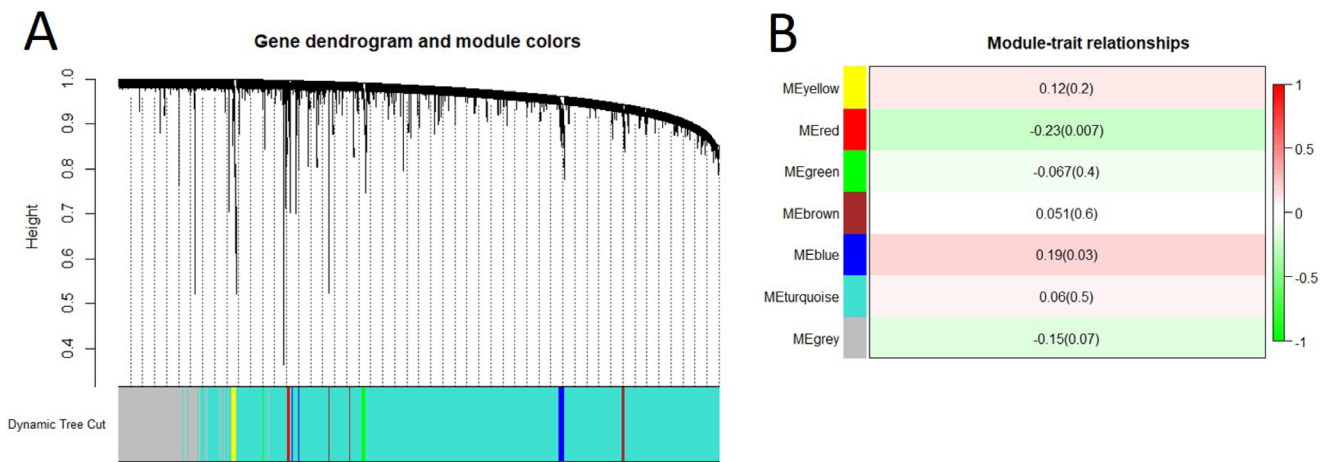 A
Gene dendrogram and module colors
Height
1.0
0.9
0.8
0.7
0.6
0.5
0.4
Dynamic Tree Cut
B
Module-trait relationships
MEyellow
0.12(0.2)
MEred
-0.23(0.007)
MEgreen
-0.067(0.4)
MEbrown
0.051(0.6)
MEblue
0.19(0.03)
MEturquoise
0.06(0.5)
MEgrey
-0.15(0.07)
1
0.5
0
-0.5
-1